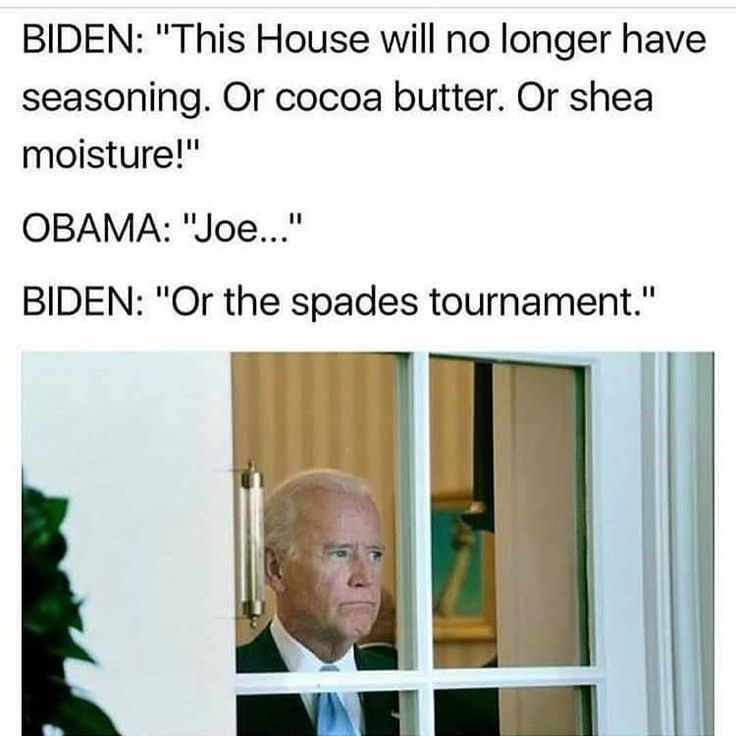 BIDEN: "This House will no longer have
seasoning. Or cocoa butter. Or shea
moisture!"
OBAMA: "Joe..."
BIDEN: "Or the spades tournament."